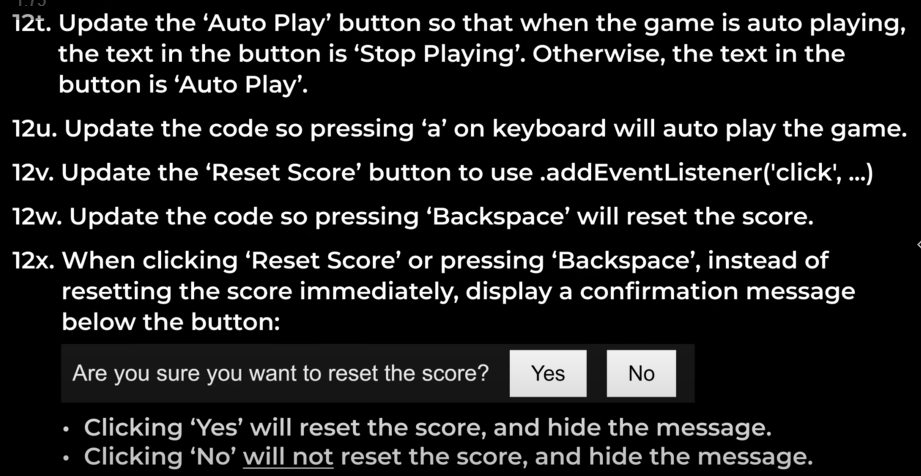 12t. Update the ‘Auto Play’ button so that when the game is auto playing,
the text in the button is ‘Stop Playing’. Otherwise, the text in the
button is ‘Auto Play’.
12u. Update the code so pressing ‘a’ on keyboard will auto play the game.
12v. Update the ‘Reset Score’ button to use .addEventListener('click', ...)
12w. Update the code so pressing ‘Backspace’ will reset the score.
12x. When clicking ‘Reset Score’ or pressing ‘Backspace’, instead of
resetting the score immediately, display a confirmation message
below the button:
Are you sure you want to reset the score? Yes No
• Clicking ‘Yes’ will reset the score, and hide the message.
• Clicking ‘No’ will not reset the score, and hide the message.